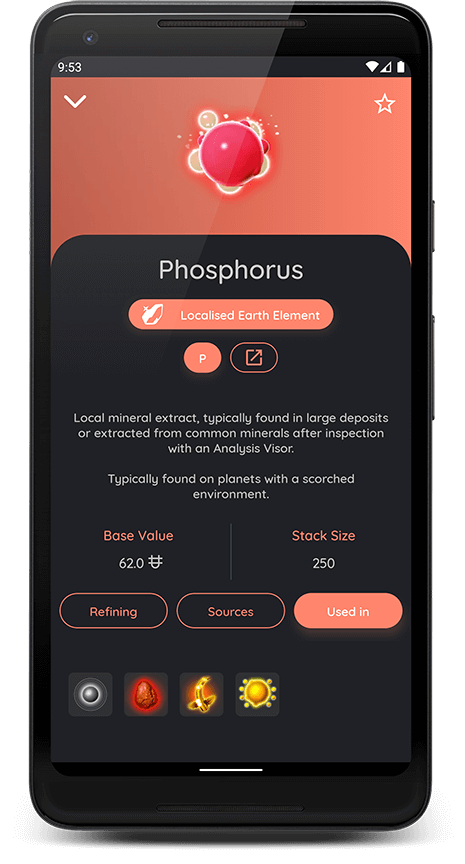 9:53
Phosphorus
Localised Earth Element
P
Local mineral extract, typically found in large deposits
or extracted from common minerals after inspection
with an Analysis Visor.
Typically found on planets with a scorched
environment.
Base Value
Stack Size
62.0
250
Refining
Sources
Used in